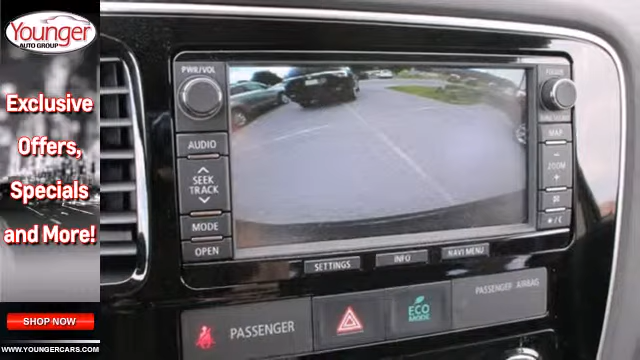 Younger
AUTO GROUP
Exclusive
Offers,
Specials
and More!
SHOP NOW
WWW.YOUNGERCARS.COM
PWR/VOL
AUDIO
SEEK
TRACK
MODE
OPEN
MAP
ZOOM
SETTINGS
INFO
NAVI MENU
PASSENGER
ECO
MODE
PASSENGER AIRBAG